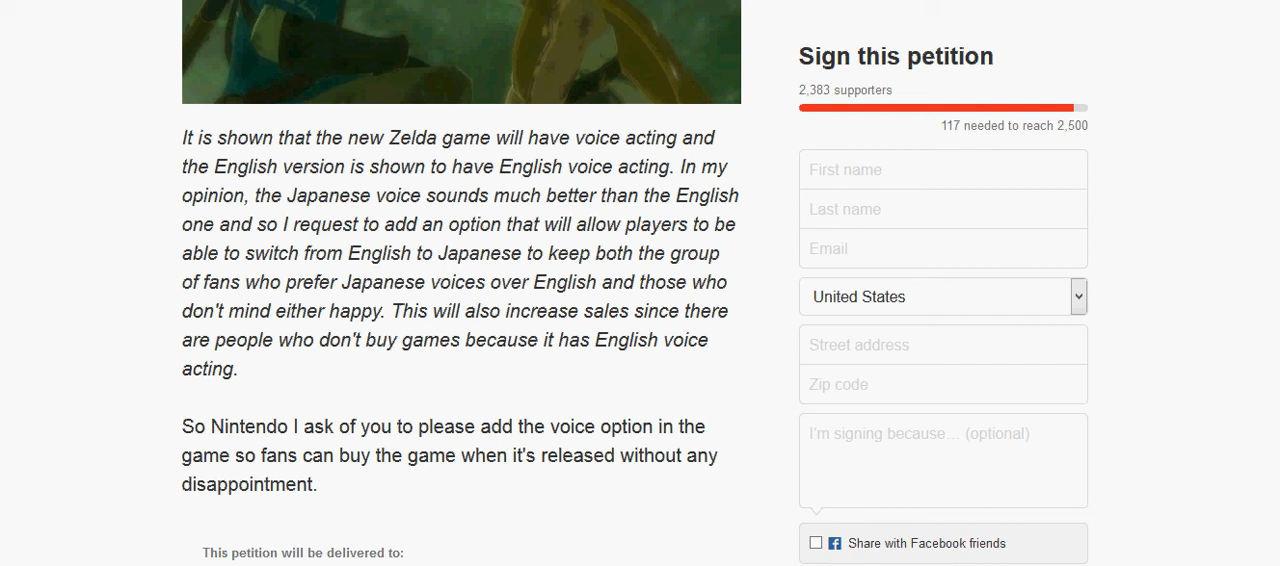 It is shown that the new Zelda game will have voice acting and
the English version is shown to have English voice acting. In my
opinion, the Japanese voice sounds much better than the English
one and so I request to add an option that will allow players to be
able to switch from English to Japanese to keep both the group
of fans who prefer Japanese voices over English and those who
don't mind either happy. This will also increase sales since there
are people who don't buy games because it has English voice
acting.
So Nintendo I ask of you to please add the voice option in the
game so fans can buy the game when it's released without any
disappointment.
This petition will be delivered to:
Sign this petition
2,383 supporters
117 needed to reach 2,500
First name
Last name
Email
United States
Street address
Zip code
I'm signing because... (optional)
Share with Facebook friends